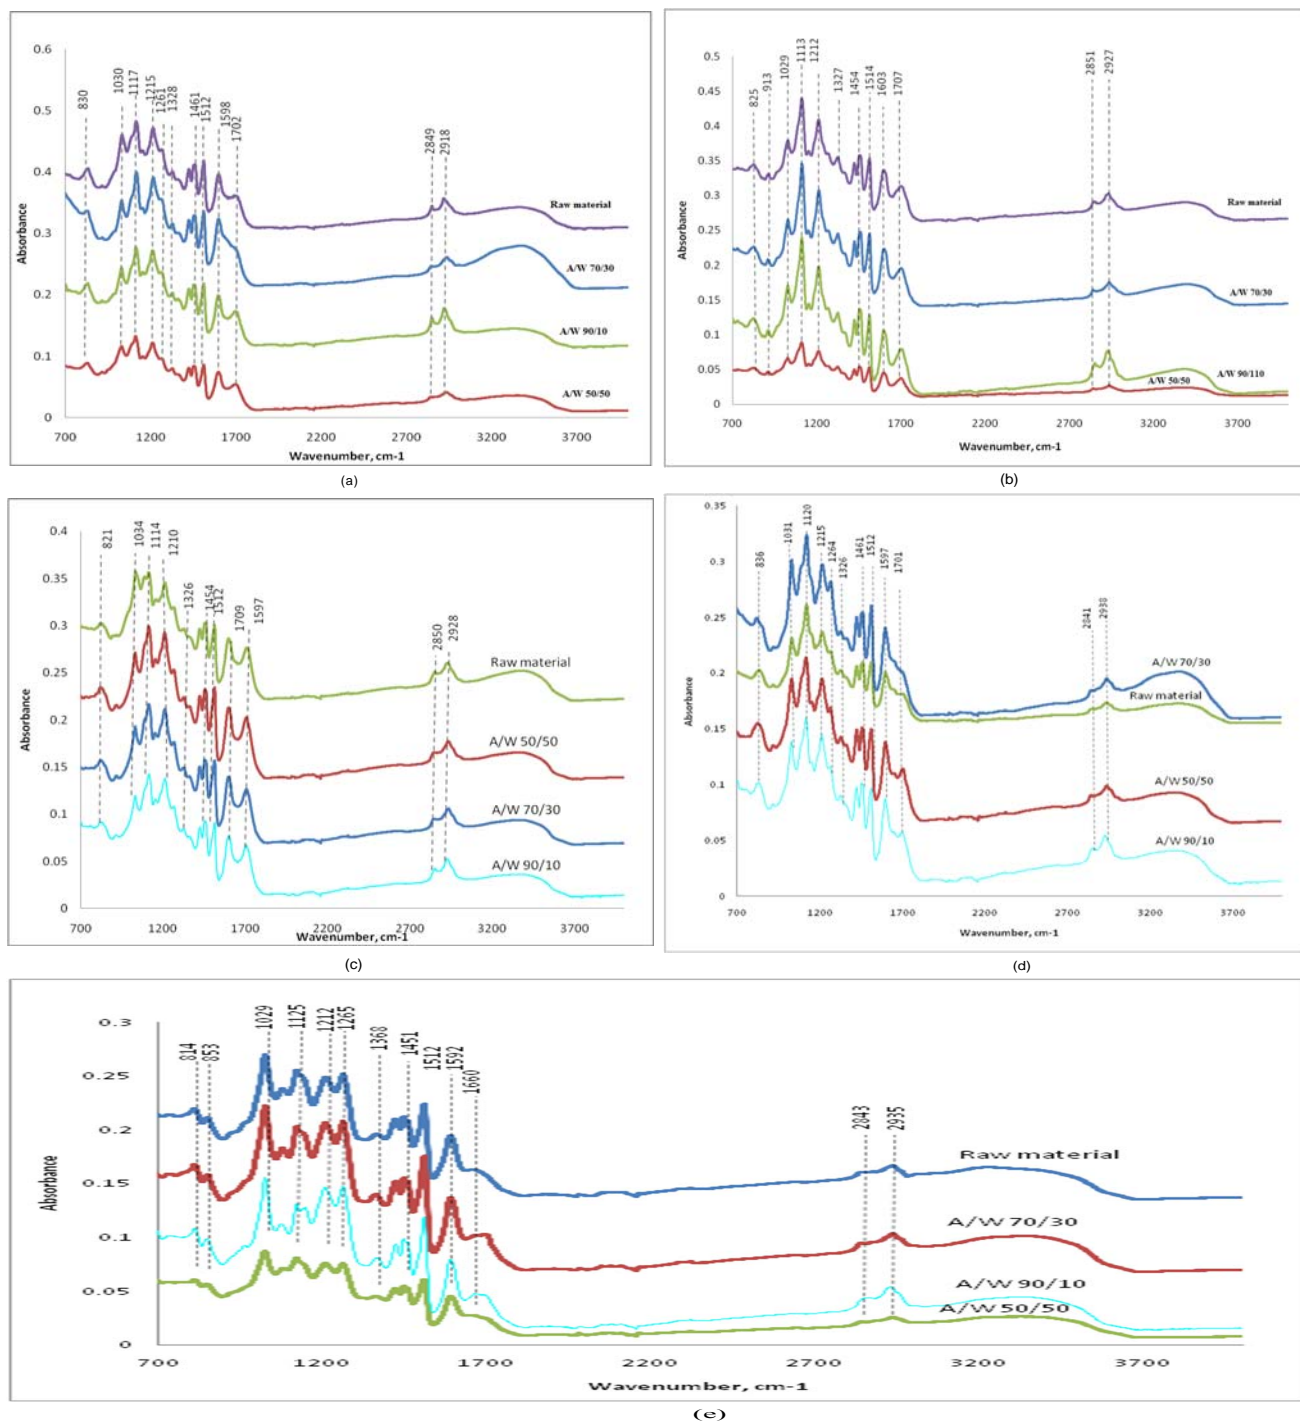 830
1030
1117
1215
1261
1328
1461
1512
1598
1702
2849
2918
0.6
0.5
0.4
0.3
0.2
0.1
0
Absorbance
Raw material
A/W 70/30
A/W 90/10
A/W 50/50
700 1200 1700 2200 2700 3200 3700
Wavenumber, cm-1
(a)
825
913
1029
1113
1212
1327
1454
1514
1603
1707
2851
2927
0.5
0.45
0.4
0.35
0.3
0.25
0.2
0.15
0.1
0.05
0
Absorbance
Raw material
A/W 70/30
A/W 90/110
A/W 50/50
700 1200 1700 2200 2700 3200 3700
Wavenumber, cm-1
(b)
821
1034
1114
1210
1326
1454
1512
1709
1597
2850
2928
0.4
0.35
0.3
0.25
0.2
0.15
0.1
0.05
0
Absorbance
Raw material
A/W 50/50
A/W 70/30
A/W 90/10
700 1200 1700 2200 2700 3200 3700
Wavenumber, cm-1
(c)
836
1031
1120
1215
1264
1326
1461
1512
1597
1701
2841
2938
0.35
0.3
0.25
0.2
0.15
0.1
0.05
0
Absorbance
A/W 70/30
Raw material
A/W 50/50
A/W 90/10
700 1200 1700 2200 2700 3200 3700
Wavenumber, cm-1
(d)
814
853
1029
1125
1212
1265
1368
1451
1512
1592
1660
2843
2935
0.3
0.25
0.2
0.15
0.1
0.05
0
Absorbance
Raw material
A/W 70/30
A/W 90/10
A/W 50/50
700 1200 1700 2200 2700 3200 3700
Wavenumber, cm-1
(e)